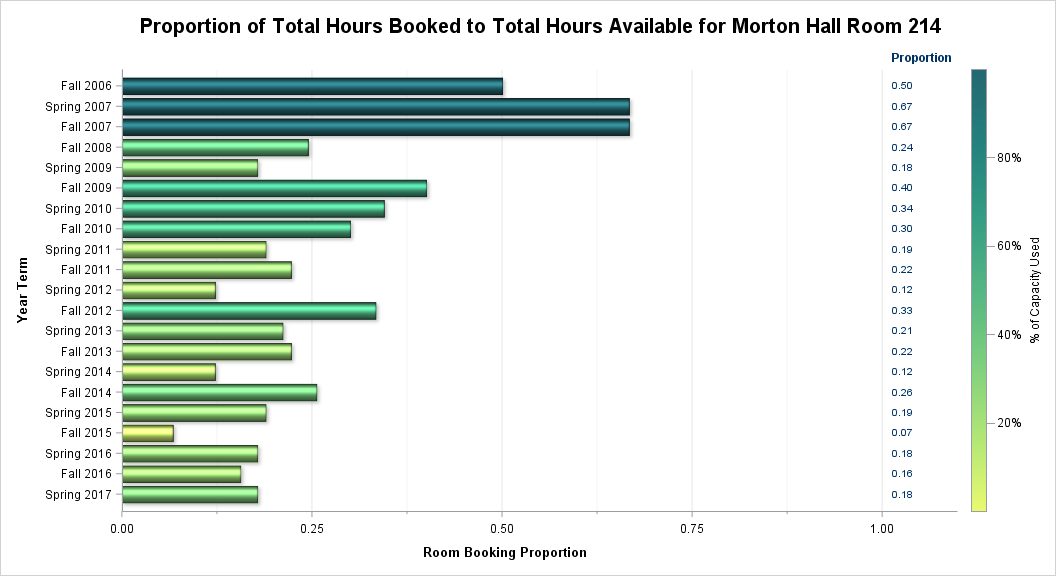 Proportion of Total Hours Booked to Total Hours Available for Morton Hall Room 214
Proportion
Fall 2006 0.50
Spring 2007 0.67
Fall 2007 0.67
Fall 2008 0.24
Spring 2009 0.18
Fall 2009 0.40
Spring 2010 0.34
Fall 2010 0.30
Spring 2011 0.19
Fall 2011 0.22
Spring 2012 0.12
Fall 2012 0.33
Spring 2013 0.21
Fall 2013 0.22
Spring 2014 0.12
Fall 2014 0.26
Spring 2015 0.19
Fall 2015 0.07
Spring 2016 0.18
Fall 2016 0.16
Spring 2017 0.18
Year Term
0.00 0.25 0.50 0.75 1.00
Room Booking Proportion
80%
60%
40%
20%
% of Capacity Used